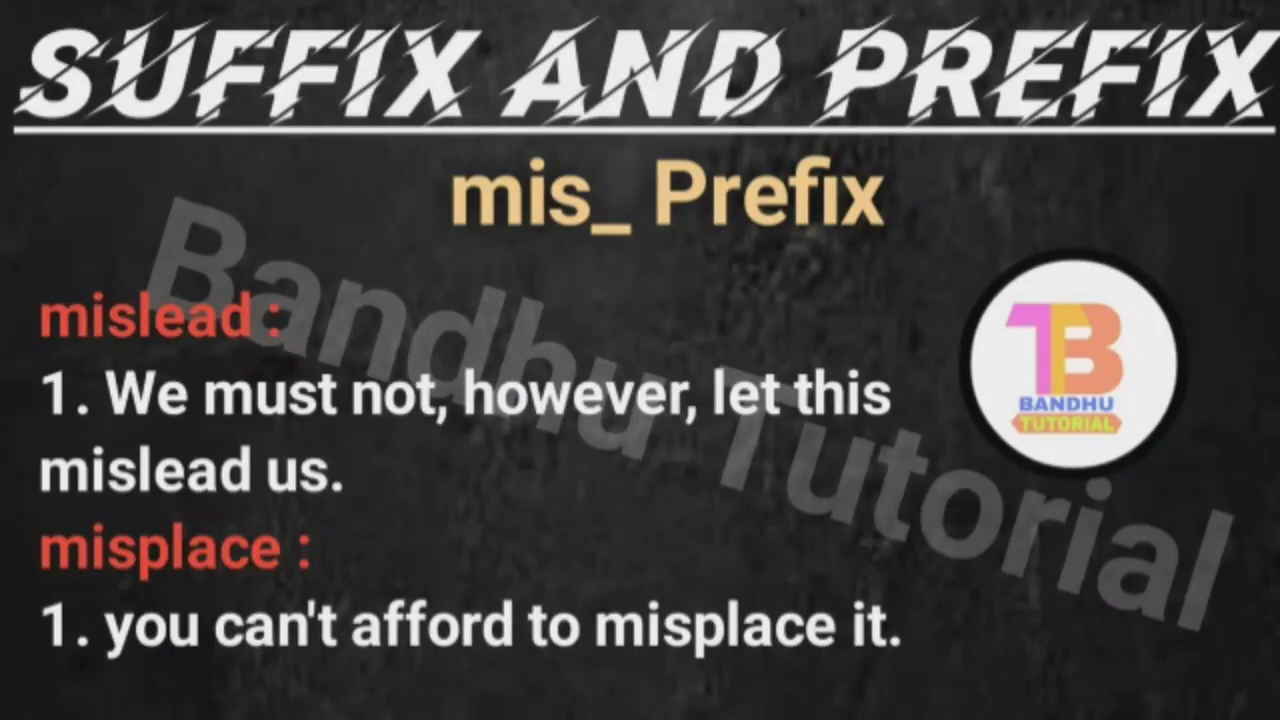 SUFFIX AND PREFIX
mis_ Prefix
mislead :
1. We must not, however, let this
mislead us.
misplace :
1. you can't afford to misplace it.
TB
BANDHU
TUTORIAL
Bandhu Tutorial